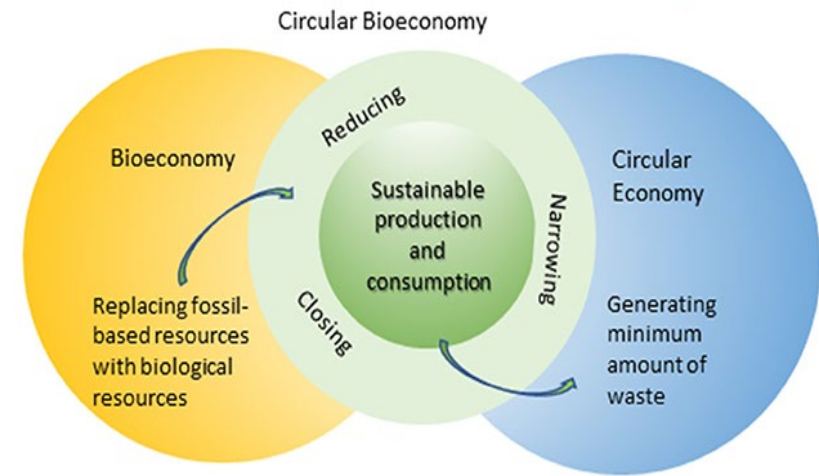 Circular Bioeconomy
Reducing
Bioeconomy
Circular
Economy
Sustainable
production
and
consumption
Narrowing
Closing
Replacing fossil-
based resources
with biological
resources
Generating
minimum
amount of
waste